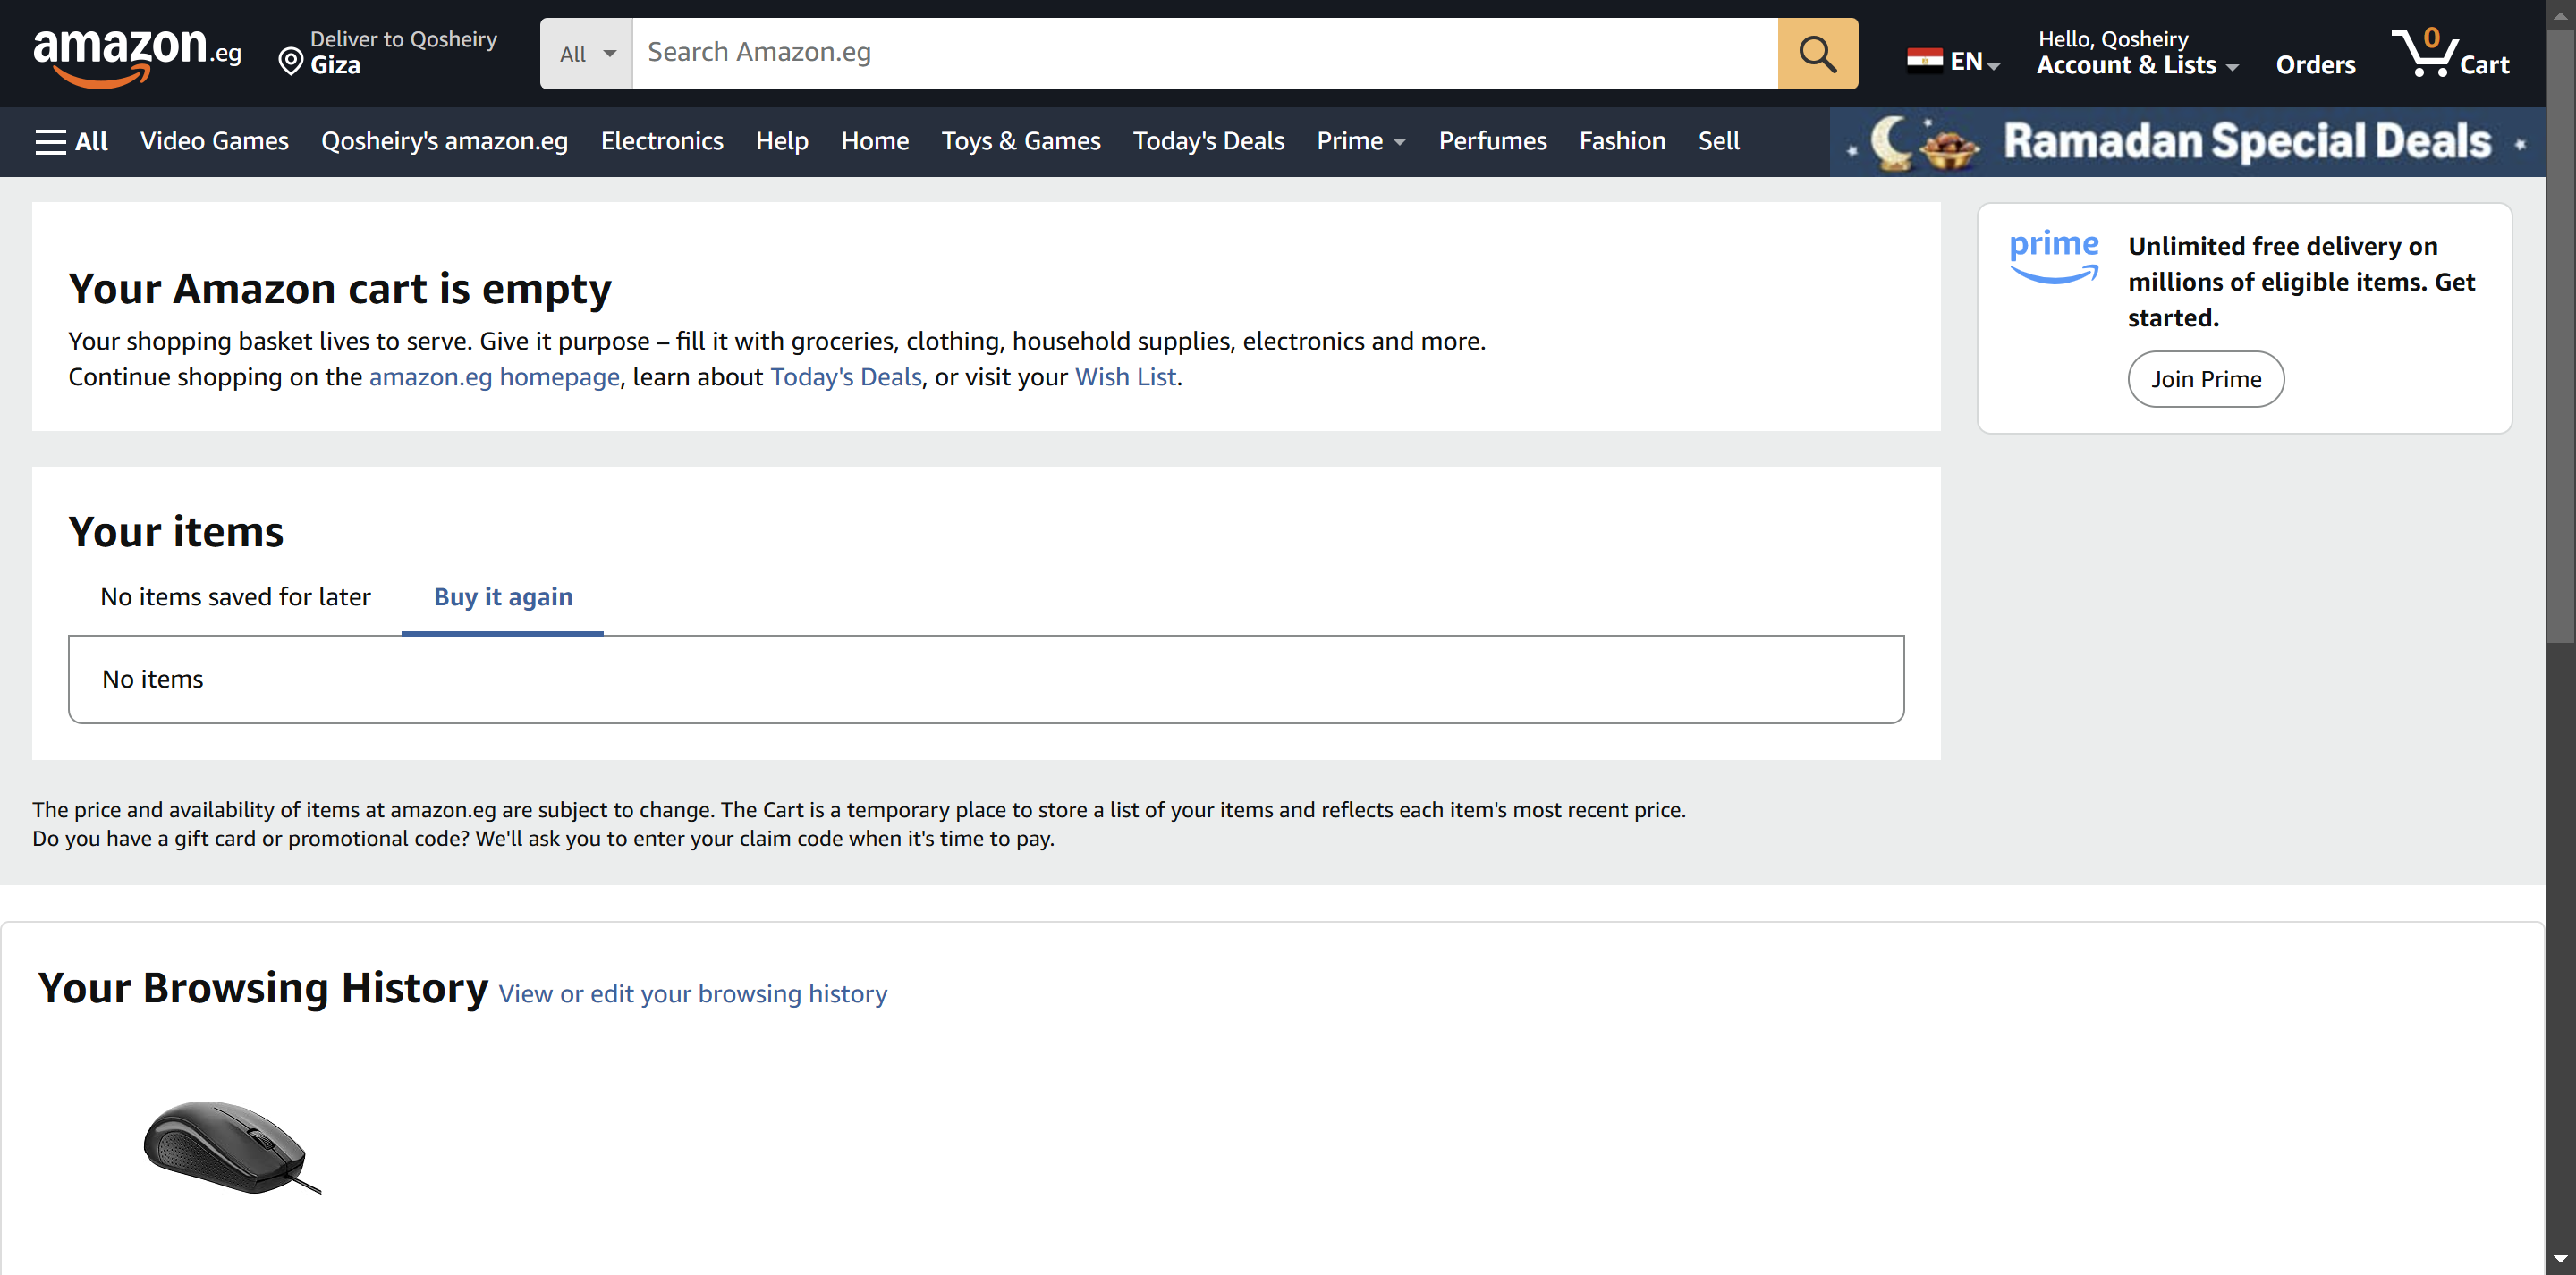 amazon.eg
Deliver to Qosheiry
Giza
All
Search Amazon.eg
EN
Hello, Qosheiry
Account & Lists
Orders
0
Cart
All
Video Games
Qosheiry's amazon.eg
Electronics
Help
Home
Toys & Games
Today's Deals
Prime
Perfumes
Fashion
Sell
Ramadan Special Deals
Your Amazon cart is empty
Your shopping basket lives to serve. Give it purpose – fill it with groceries, clothing, household supplies, electronics and more.
Continue shopping on the amazon.eg homepage, learn about Today's Deals, or visit your Wish List.
prime
Unlimited free delivery on
millions of eligible items. Get
started.
Join Prime
Your items
No items saved for later
Buy it again
No items
The price and availability of items at amazon.eg are subject to change. The Cart is a temporary place to store a list of your items and reflects each item's most recent price.
Do you have a gift card or promotional code? We'll ask you to enter your claim code when it's time to pay.
Your Browsing History View or edit your browsing history